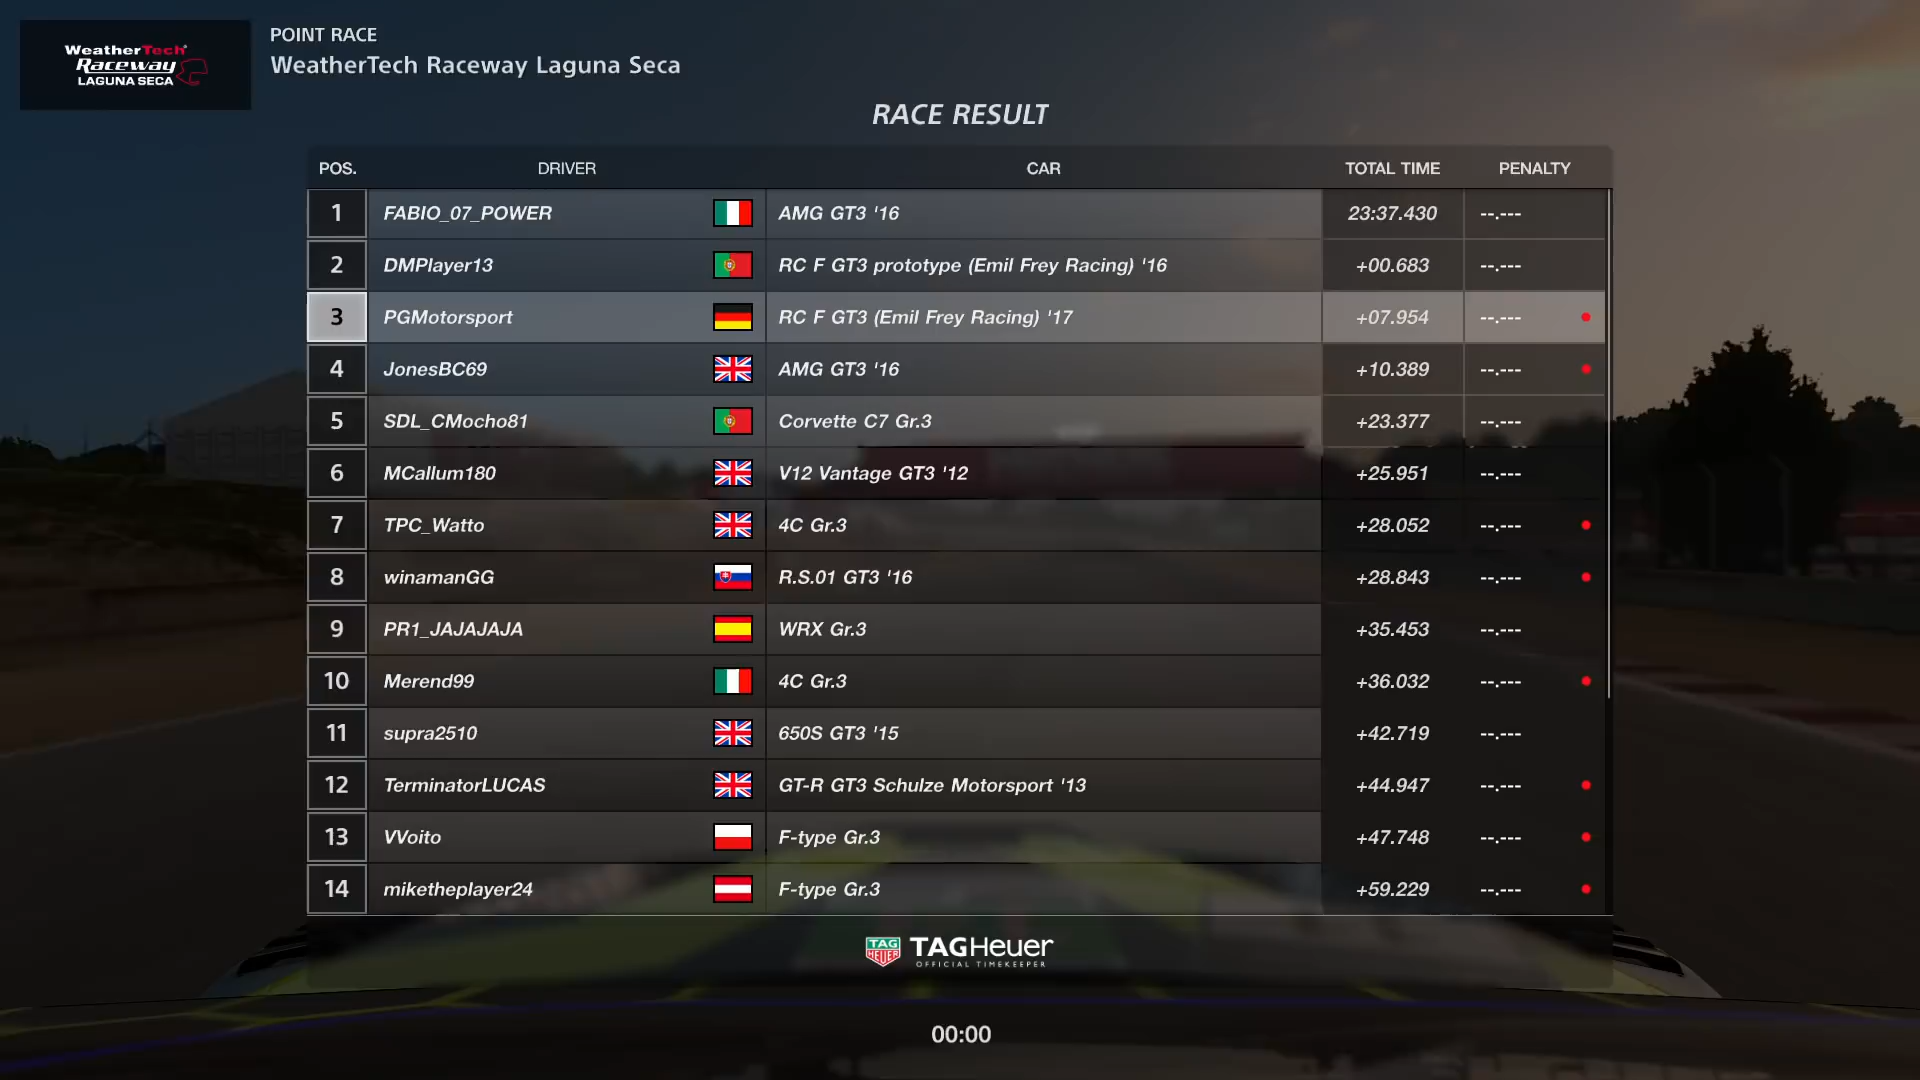 WeatherTech
Raceway
LAGUNA SECA
POINT RACE
WeatherTech Raceway Laguna Seca
RACE RESULT
POS. DRIVER CAR TOTAL TIME PENALTY
1 FABIO_07_POWER AMG GT3 '16 23:37.430 --.---
2 DMPlayer13 RC F GT3 prototype (Emil Frey Racing) '16 +00.683 --.---
3 PGMotorsport RC F GT3 (Emil Frey Racing) '17 +07.954 --.---
4 JonesBC69 AMG GT3 '16 +10.389 --.---
5 SDL_CMocho81 Corvette C7 Gr.3 +23.377 --.---
6 MCallum180 V12 Vantage GT3 '12 +25.951 --.---
7 TPC_Watto 4C Gr.3 +28.052 --.---
8 winamanGG R.S.01 GT3 '16 +28.843 --.---
9 PR1_JAJAJAJA WRX Gr.3 +35.453 --.---
10 Merend99 4C Gr.3 +36.032 --.---
11 supra2510 650S GT3 '15 +42.719 --.---
12 TerminatorLUCAS GT-R GT3 Schulze Motorsport '13 +44.947 --.---
13 VVoito F-type Gr.3 +47.748 --.---
14 miketheplayer24 F-type Gr.3 +59.229 --.---
TAG HEUER TAGHeuer
OFFICIAL TIMEKEEPER
00:00